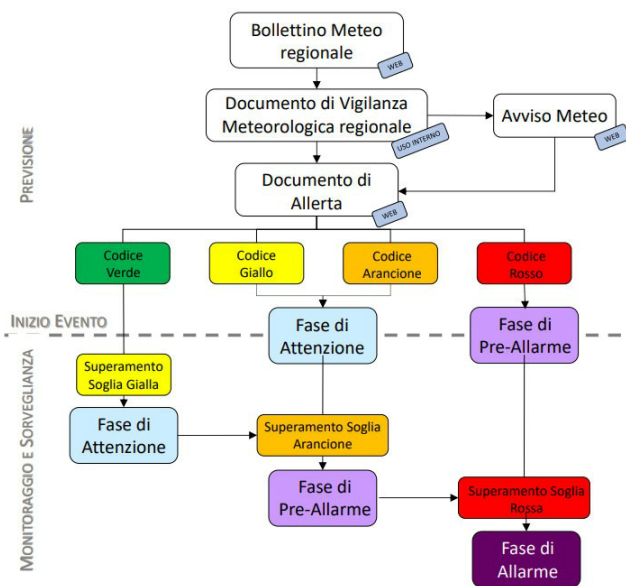 Bollettino Meteo
regionale
WEB
Documento di Vigilanza
Meteorologica regionale
USO INTERNO
Avviso Meteo
WEB
Documento di
Allerta
WEB
PREVISIONE
Codice
Verde
Codice
Giallo
Codice
Arancione
Codice
Rosso
INIZIO EVENTO
Fase di
Attenzione
Fase di
Pre-Allarme
MONITORAGGIO E SORVEGLIANZA
Superamento
Soglia Gialla
Fase di
Attenzione
Superamento Soglia
Arancione
Fase di
Pre-Allarme
Superamento Soglia
Rossa
Fase di
Allarme